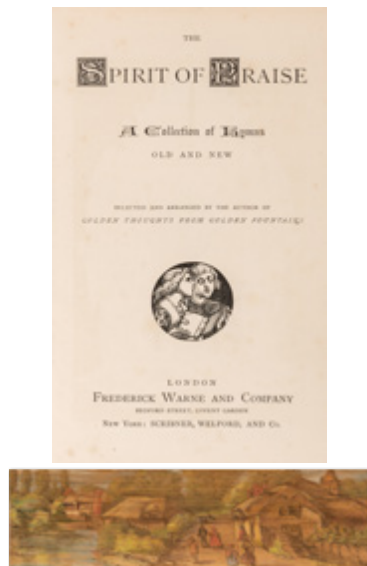 THE
SPIRIT OF PRAISE
A Collection of Hymns
OLD AND NEW
SELECTED AND ARRANGED BY THE AUTHOR OF
GOLDEN THOUGHTS FROM GOLDEN FOUNTAINS.
LONDON
FREDERICK WARNE AND COMPANY
BEDFORD STREET, COVENT GARDEN
NEW YORK: SCRIBNER, WELFORD, AND CO.